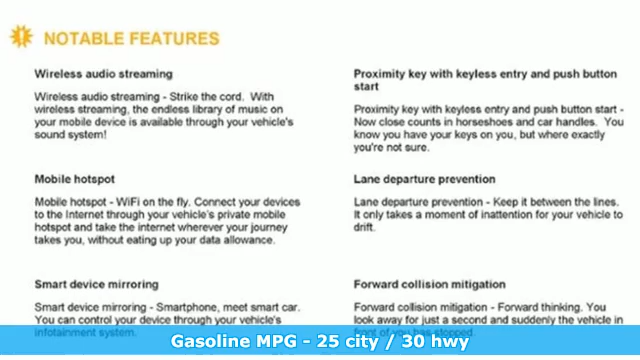 NOTABLE FEATURES
Wireless audio streaming
Wireless audio streaming - Strike the cord. With
wireless streaming, the endless library of music on
your mobile device is available through your vehicle's
sound system!
Mobile hotspot
Mobile hotspot - WiFi on the fly. Connect your devices
to the Internet through your vehicle's private mobile
hotspot and take the internet wherever your journey
takes you, without eating up your data allowance.
Smart device mirroring
Smart device mirroring - Smartphone, meet smart car.
You can control your device through your vehicle's
infotainment system.
Proximity key with keyless entry and push button
start
Proximity key with keyless entry and push button start -
Now close counts in horseshoes and car handles. You
know you have your keys on you, but where exactly
you're not sure.
Lane departure prevention
Lane departure prevention - Keep it between the lines.
It only takes a moment of inattention for your vehicle to
drift.
Forward collision mitigation
Forward collision mitigation - Forward thinking. You
look away for just a second and suddenly the vehicle in
front of you has stopped.
Gasoline MPG - 25 city / 30 hwy